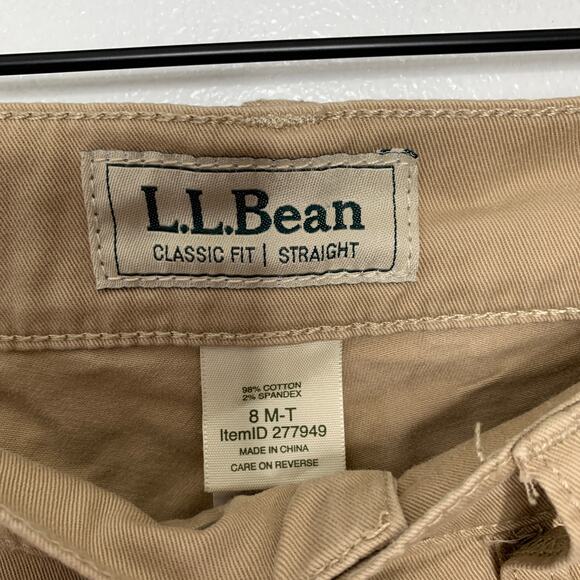 L.L.Bean
CLASSIC FIT | STRAIGHT
98% COTTON
2% SPANDEX
8 M-T
ItemID 277949
MADE IN CHINA
CARE ON REVERSE